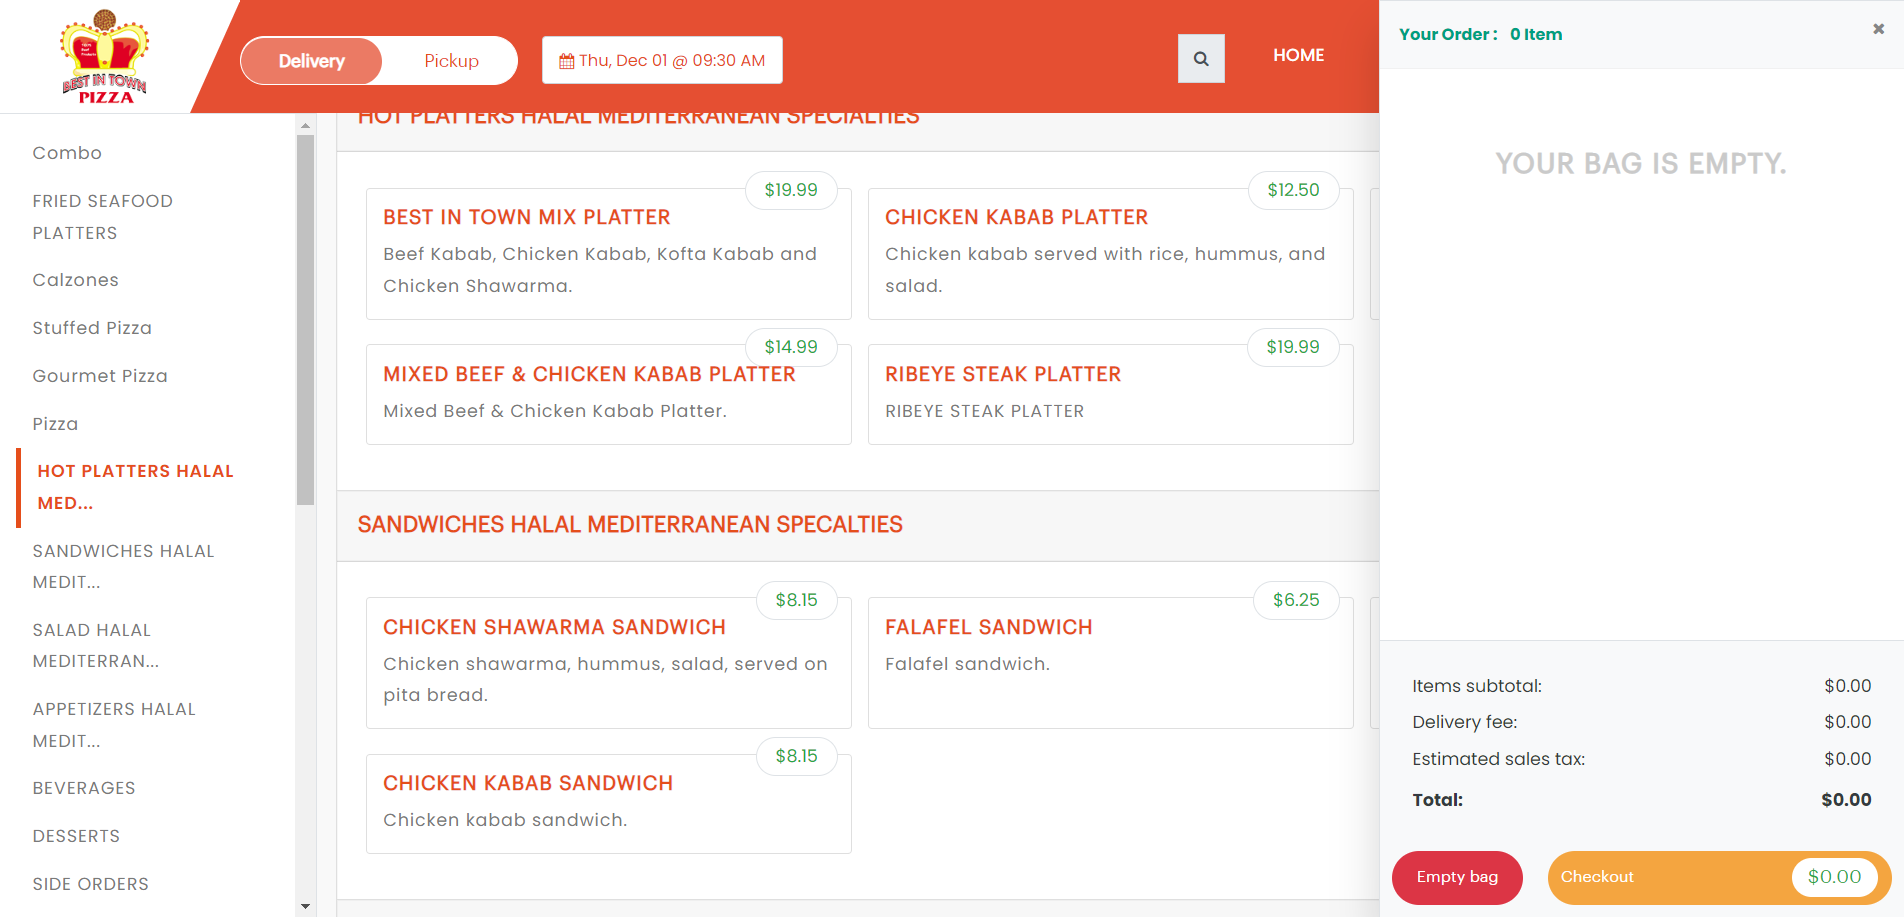 BEST IN TOWN
PIZZA
Delivery
Pickup
Thu, Dec 01 @ 09:30 AM
HOME
Your Order : 0 Item
×
Combo
FRIED SEAFOOD
PLATTERS
Calzones
Stuffed Pizza
Gourmet Pizza
Pizza
HOT PLATTERS HALAL
MED...
SANDWICHES HALAL
MEDIT...
SALAD HALAL
MEDITERRAN...
APPETIZERS HALAL
MEDIT...
BEVERAGES
DESSERTS
SIDE ORDERS
HOT PLATTERS HALAL MEDITERRANEAN SPECIALTIES
$19.99
BEST IN TOWN MIX PLATTER
Beef Kabab, Chicken Kabab, Kofta Kabab and
Chicken Shawarma.
$12.50
CHICKEN KABAB PLATTER
Chicken kabab served with rice, hummus, and
salad.
$14.99
MIXED BEEF & CHICKEN KABAB PLATTER
Mixed Beef & Chicken Kabab Platter.
$19.99
RIBEYE STEAK PLATTER
RIBEYE STEAK PLATTER
SANDWICHES HALAL MEDITERRANEAN SPECALTIES
$8.15
CHICKEN SHAWARMA SANDWICH
Chicken shawarma, hummus, salad, served on
pita bread.
$6.25
FALAFEL SANDWICH
Falafel sandwich.
$8.15
CHICKEN KABAB SANDWICH
Chicken kabab sandwich.
YOUR BAG IS EMPTY.
Items subtotal: $0.00
Delivery fee: $0.00
Estimated sales tax: $0.00
Total: $0.00
Empty bag
Checkout $0.00